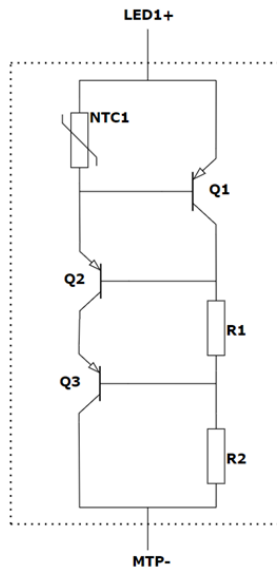 LED1+
NTC1
Q1
Q2
R1
Q3
R2
MTP-